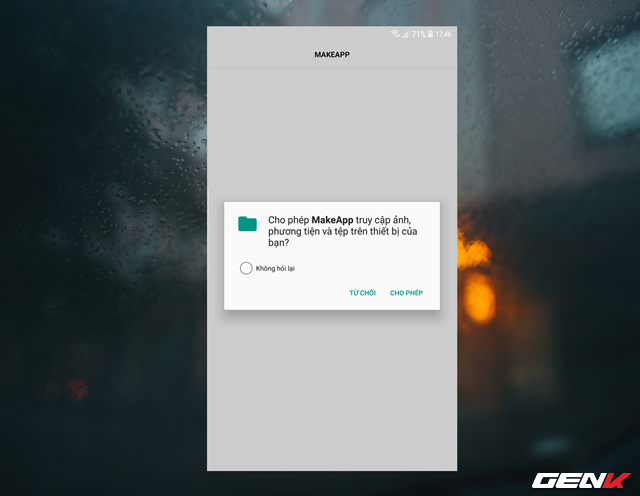 71% 17:46
MAKEAPP
Cho phép MakeApp truy cập ảnh,
phương tiện và tệp trên thiết bị của
bạn?
Không hỏi lại
TỪ CHỐI CHO PHÉP
GENK